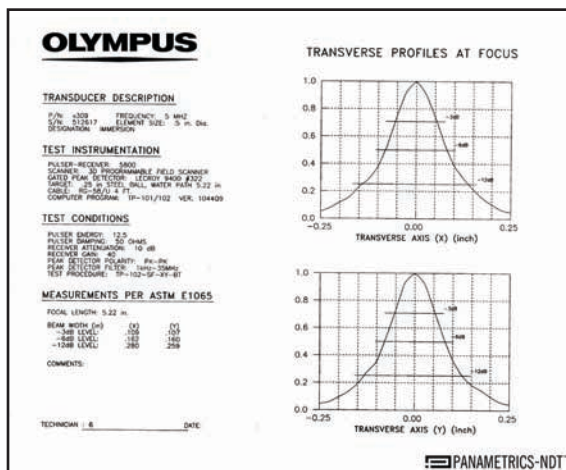 OLYMPUS
TRANSDUCER DESCRIPTION
P/N: v309 FREQUENCY: 5 MHZ
S/N: 512617 ELEMENT SIZE: .5 in. Dia.
DESIGNATION: IMMERSION
TEST INSTRUMENTATION
PULSER-RECEIVER: 5800
SCANNER: 3D PROGRAMMABLE FIELD SCANNER
GATED PEAK DETECTOR: LECROY 9400 #322
TARGET: .25 in STEEL BALL, WATER PATH 5.22 in
CABLE: RG-58/U 4 FT.
COMPUTER PROGRAM: TP-101/102 VER. 104409
TEST CONDITIONS
PULSER ENERGY: 12.5
PULSER DAMPING: 50 OHMS
RECEIVER ATTENUATION: 10 dB
RECEIVER GAIN: 40
PEAK DETECTOR POLARITY: PK-PK
PEAK DETECTOR FILTER: 1kHz-35MHz
TEST PROCEDURE: TP-102-SF-XY-BT
MEASUREMENTS PER ASTM E1065
FOCAL LENGTH: 5.22 in.
BEAM WIDTH (in) (X) (Y)
-3dB LEVEL: .109 .107
-6dB LEVEL: .162 .160
-12dB LEVEL: .280 .259
COMMENTS:
TECHNICIAN : 6 DATE:
TRANSVERSE PROFILES AT FOCUS
1.0
0.8
-3dB
0.6
-6dB
0.4
-12dB
0.2
0.0
-0.25 0.00 0.25
TRANSVERSE AXIS (X) (inch)
1.0
0.8
-3dB
0.6
-6dB
0.4
-12dB
0.2
0.0
-0.25 0.00 0.25
TRANSVERSE AXIS (Y) (inch)
PANAMETRICS-NDT™